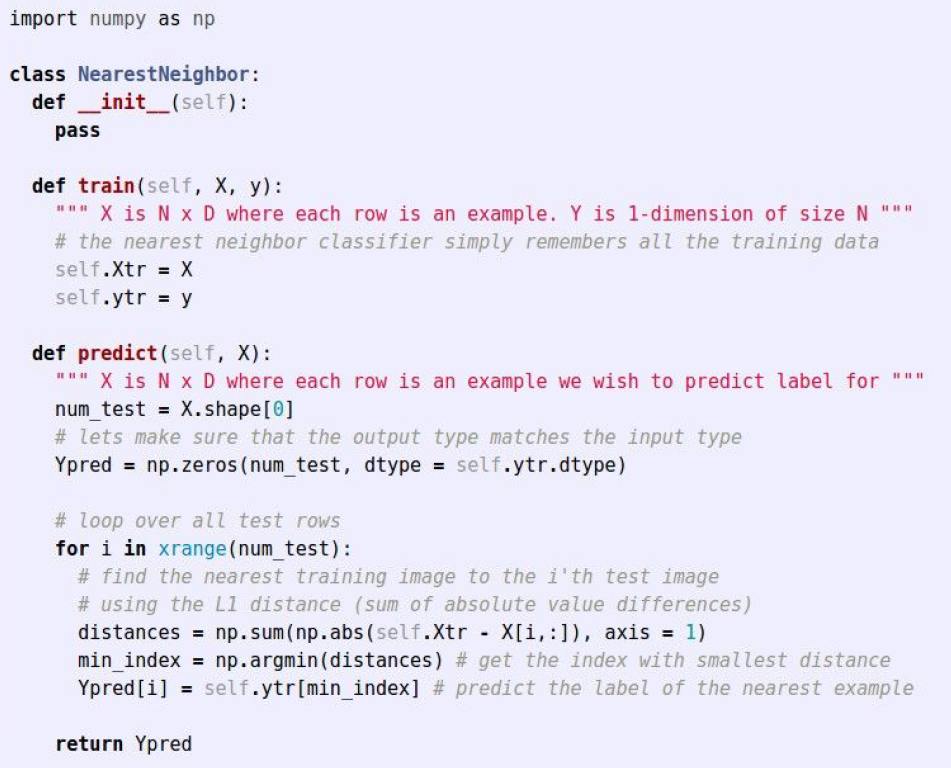 import numpy as np
class NearestNeighbor:
def __init__(self):
pass
def train(self, X, y):
""" X is N x D where each row is an example. Y is 1-dimension of size N """
# the nearest neighbor classifier simply remembers all the training data
self.Xtr = X
self.ytr = y
def predict(self, X):
""" X is N x D where each row is an example we wish to predict label for """
num_test = X.shape[0]
# lets make sure that the output type matches the input type
Ypred = np.zeros(num_test, dtype = self.ytr.dtype)
# loop over all test rows
for i in xrange(num_test):
# find the nearest training image to the i'th test image
# using the L1 distance (sum of absolute value differences)
distances = np.sum(np.abs(self.Xtr - X[i,:]), axis = 1)
min_index = np.argmin(distances) # get the index with smallest distance
Ypred[i] = self.ytr[min_index] # predict the label of the nearest example
return Ypred